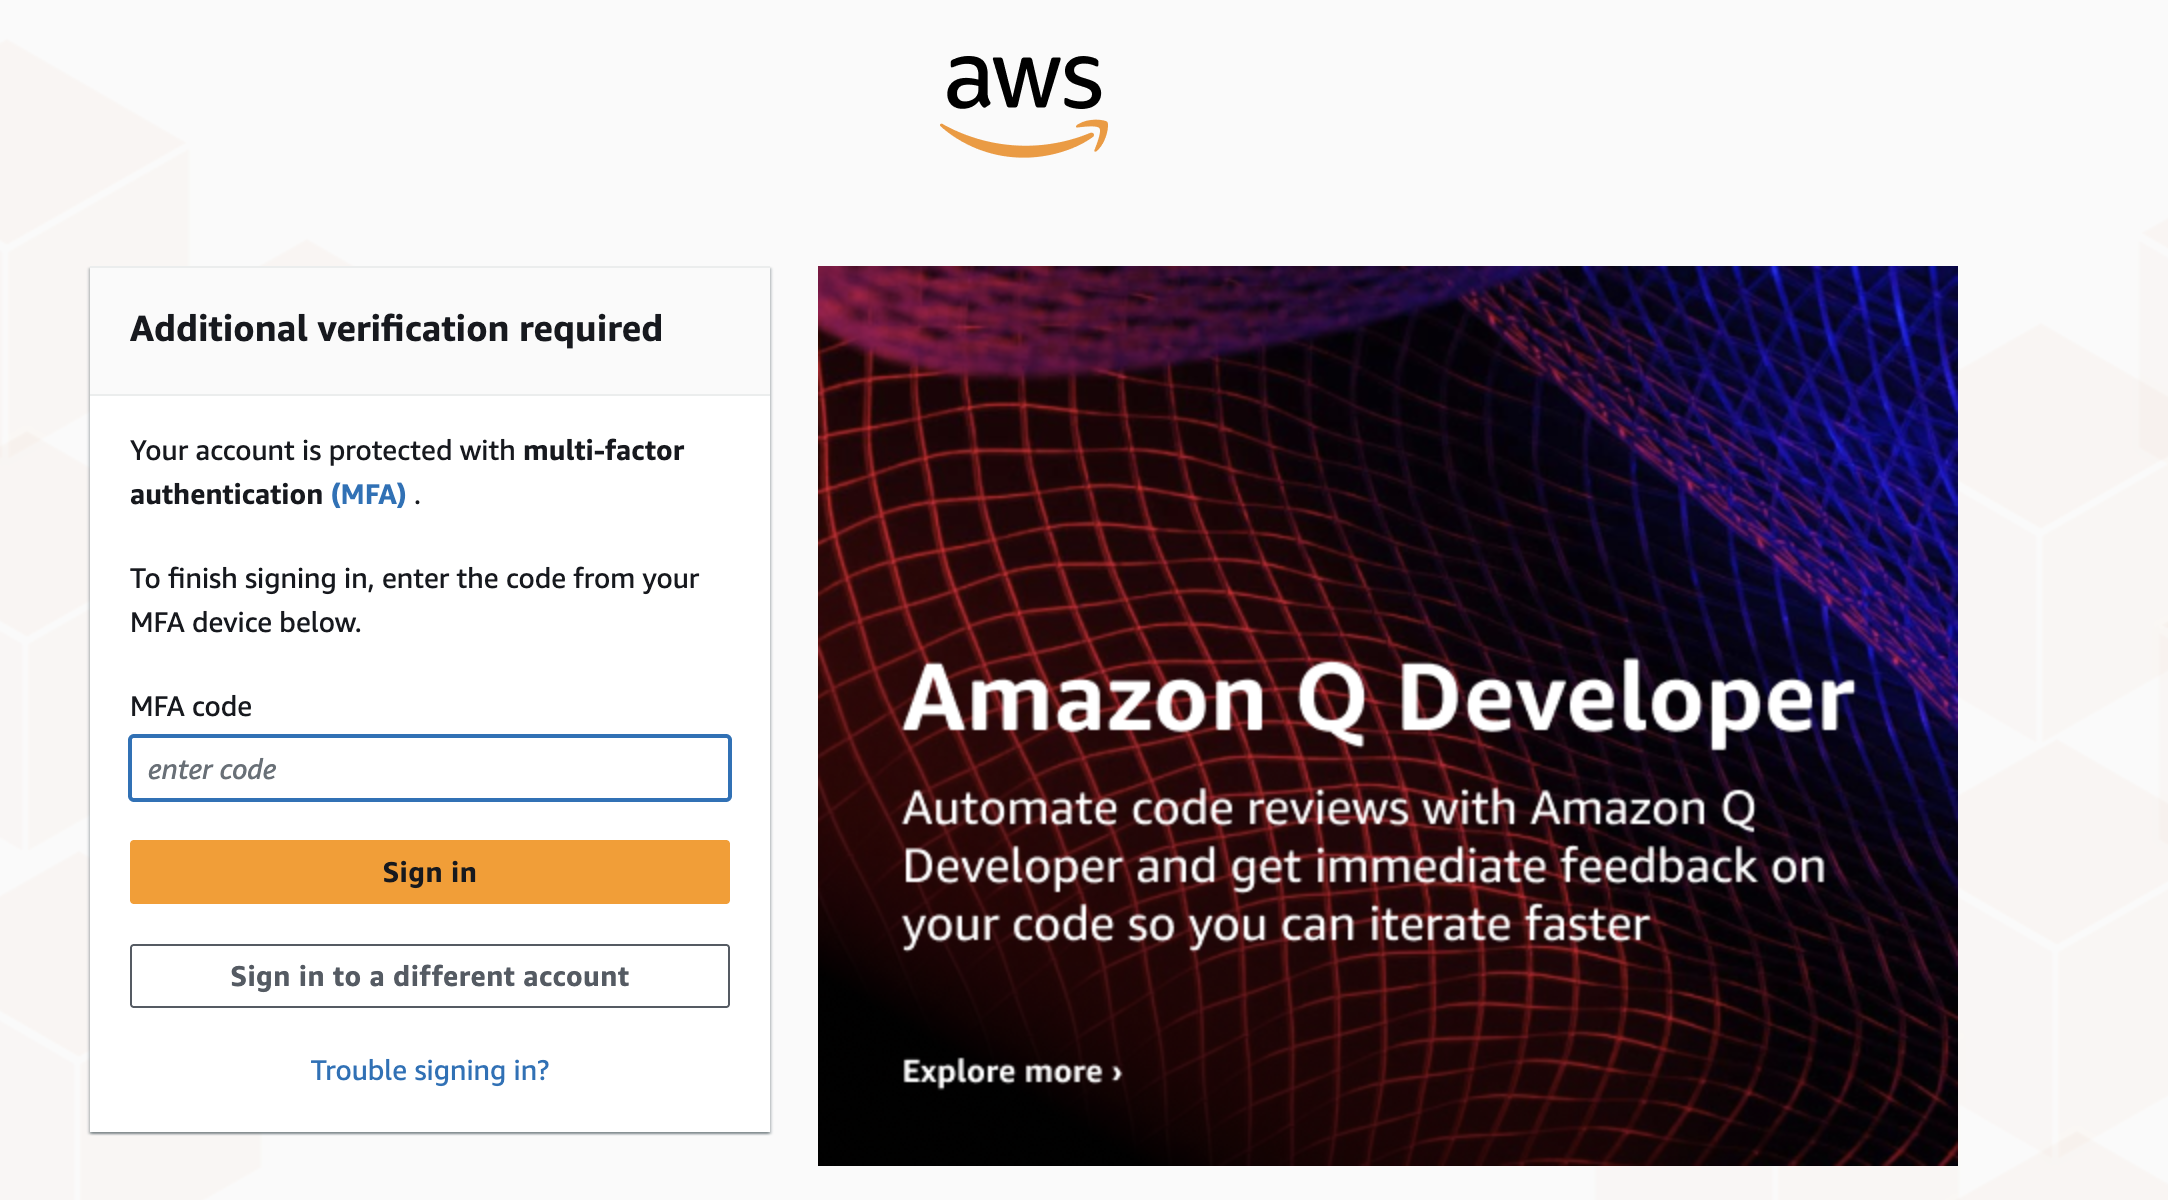 aws
Additional verification required
Your account is protected with multi-factor
authentication (MFA) .
To finish signing in, enter the code from your
MFA device below.
MFA code
enter code
Sign in
Sign in to a different account
Trouble signing in?
Amazon Q Developer
Automate code reviews with Amazon Q
Developer and get immediate feedback on
your code so you can iterate faster
Explore more ›